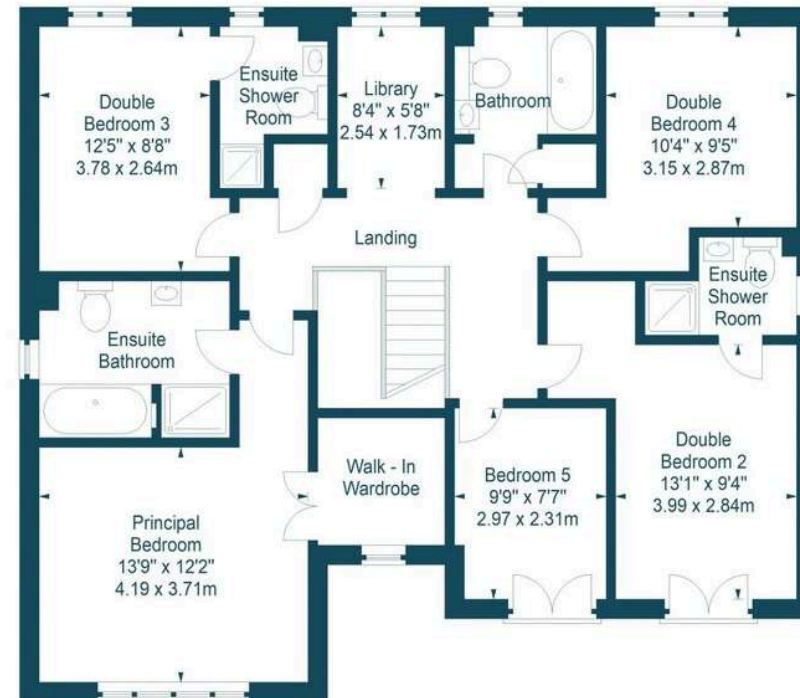 Double
Bedroom 3
12'5" x 8'8"
3.78 x 2.64m
Ensuite
Shower
Room
Library
8'4" x 5'8"
2.54 x 1.73m
Bathroom
Double
Bedroom 4
10'4" x 9'5"
3.15 x 2.87m
Landing
Ensuite
Shower
Room
Ensuite
Bathroom
Principal
Bedroom
13'9" x 12'2"
4.19 x 3.71m
Walk - In
Wardrobe
Bedroom 5
9'9" x 7'7"
2.97 x 2.31m
Double
Bedroom 2
13'1" x 9'4"
3.99 x 2.84m